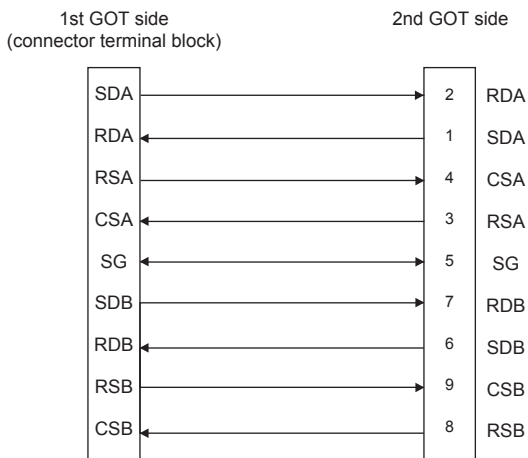 1st GOT side
(connector terminal block)
2nd GOT side
SDA 2 RDA
RDA 1 SDA
RSA 4 CSA
CSA 3 RSA
SG 5 SG
SDB 7 RDB
RDB 6 SDB
RSB 9 CSB
CSB 8 RSB